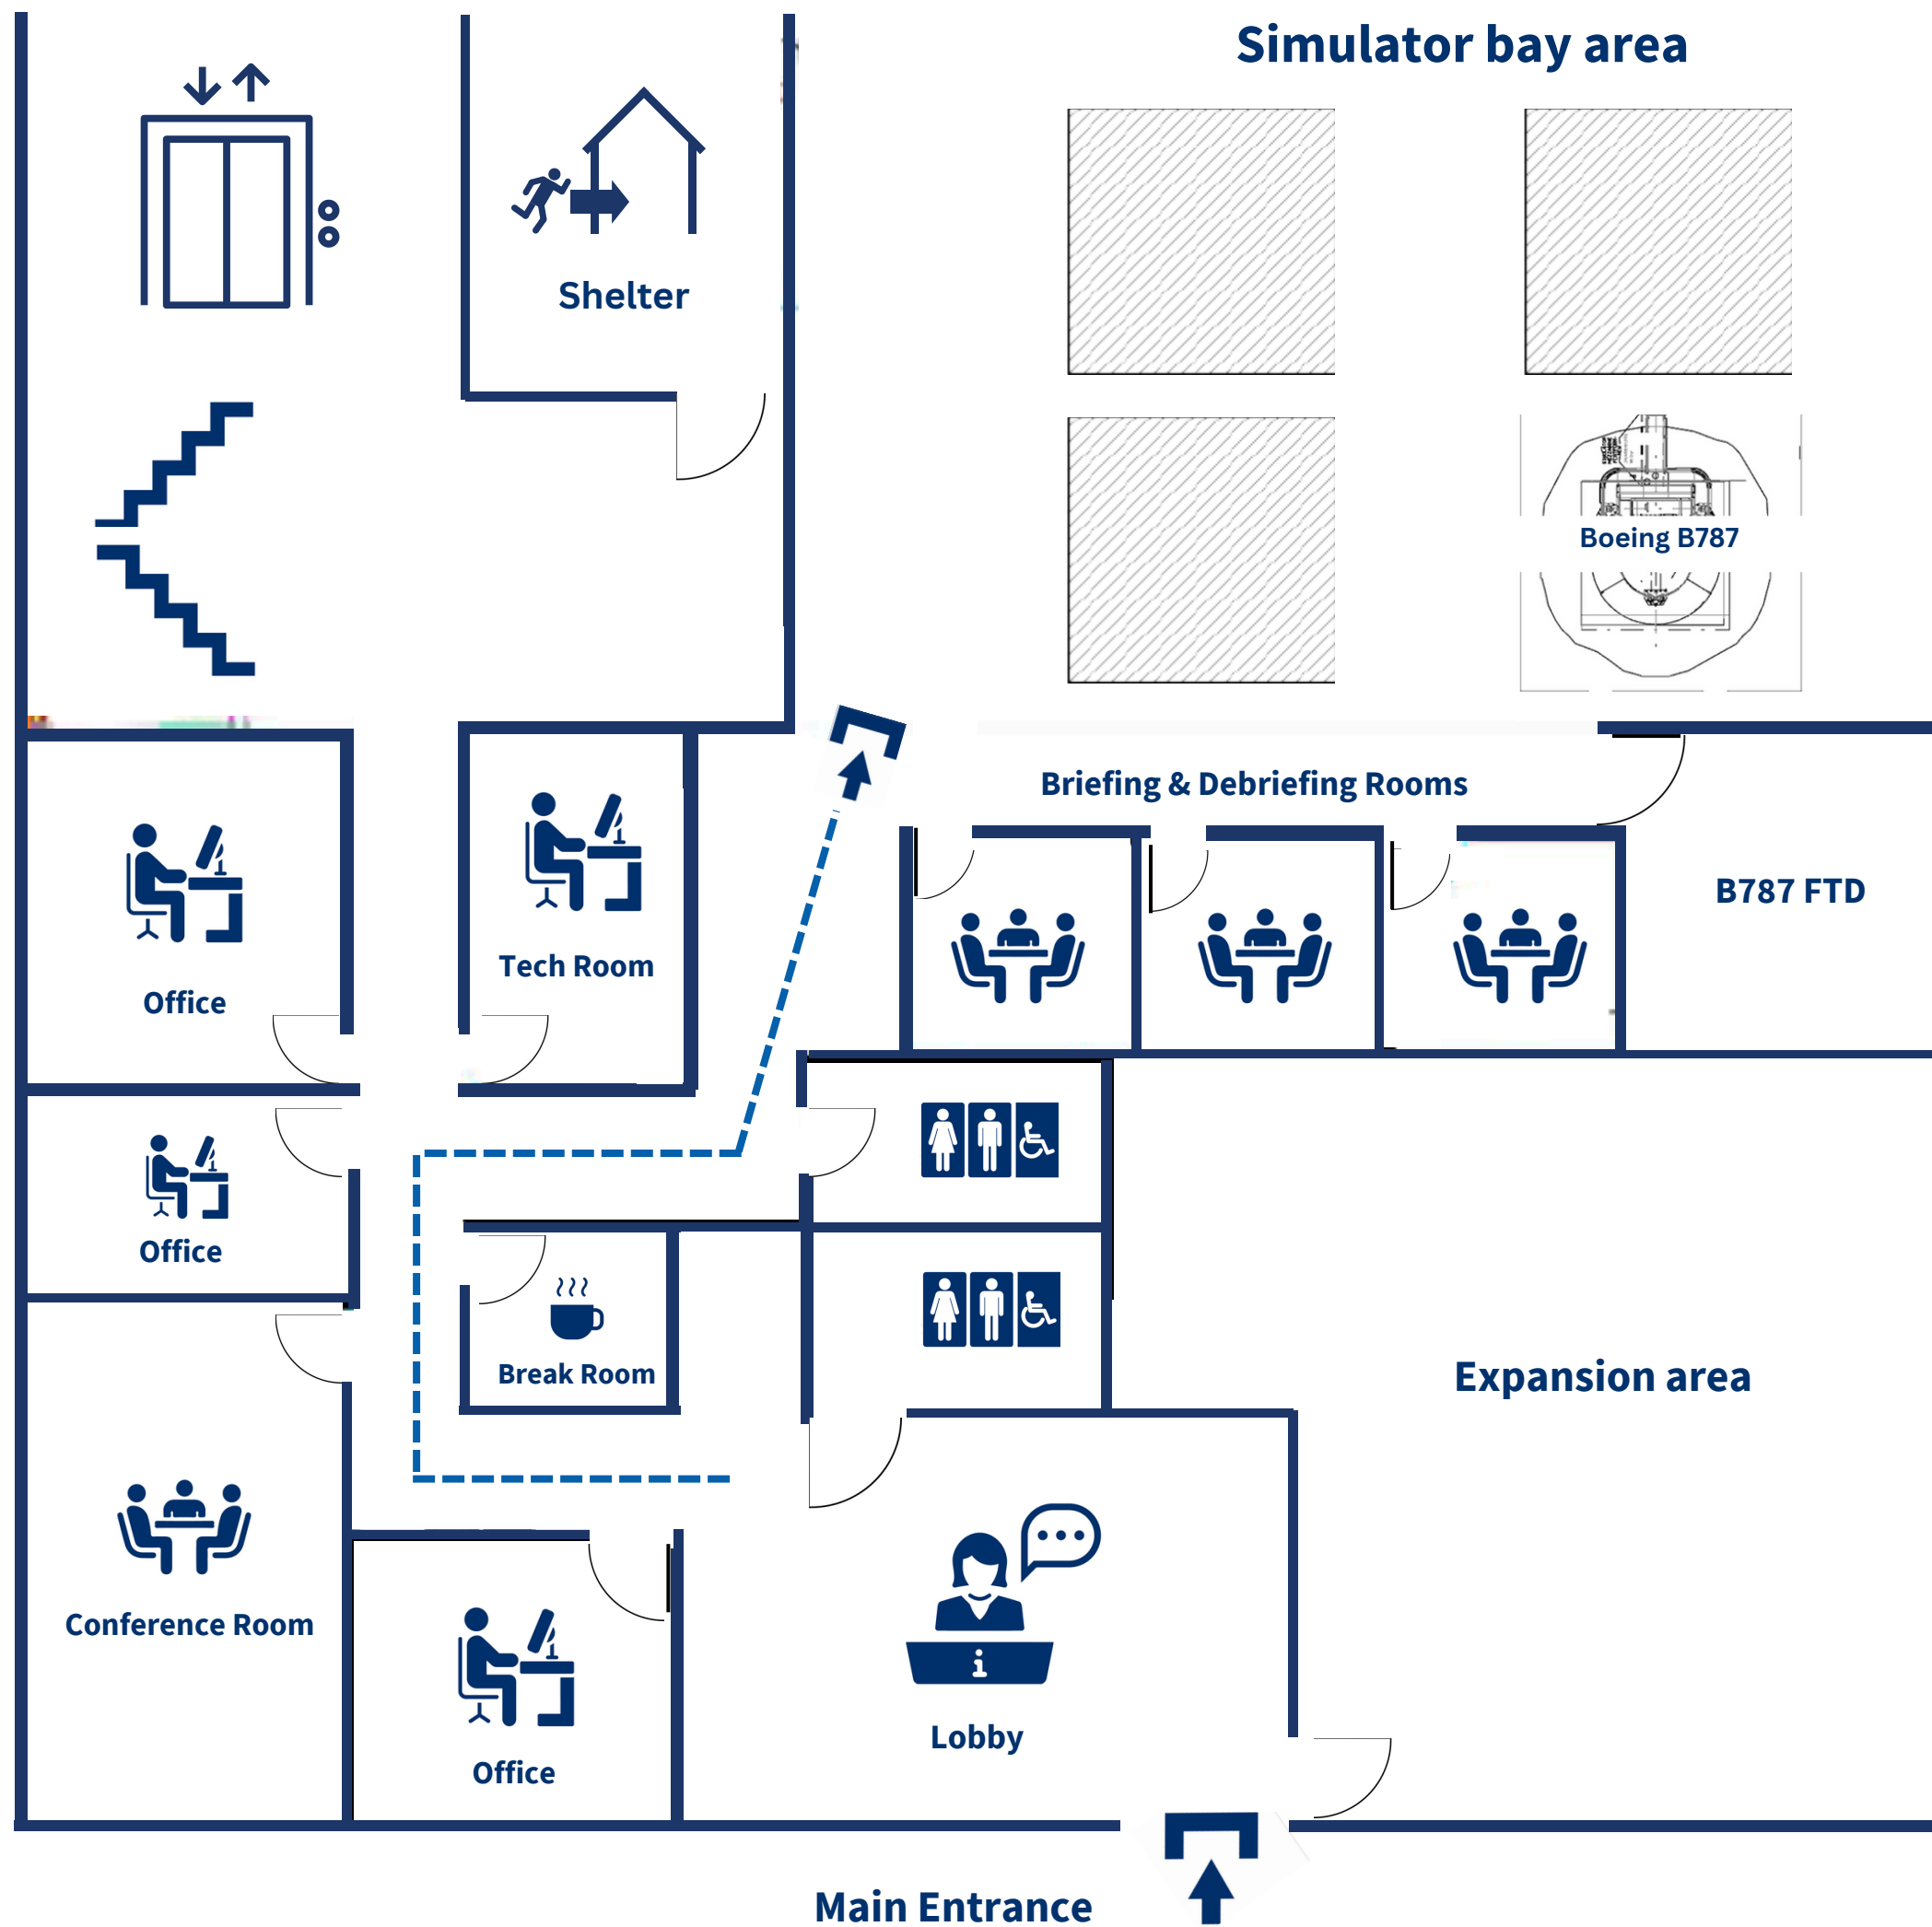 Simulator bay area
Shelter
Boeing B787
Briefing & Debriefing Rooms
B787 FTD
Tech Room
Office
Office
Break Room
Expansion area
Conference Room
i
Lobby
Office
Main Entrance